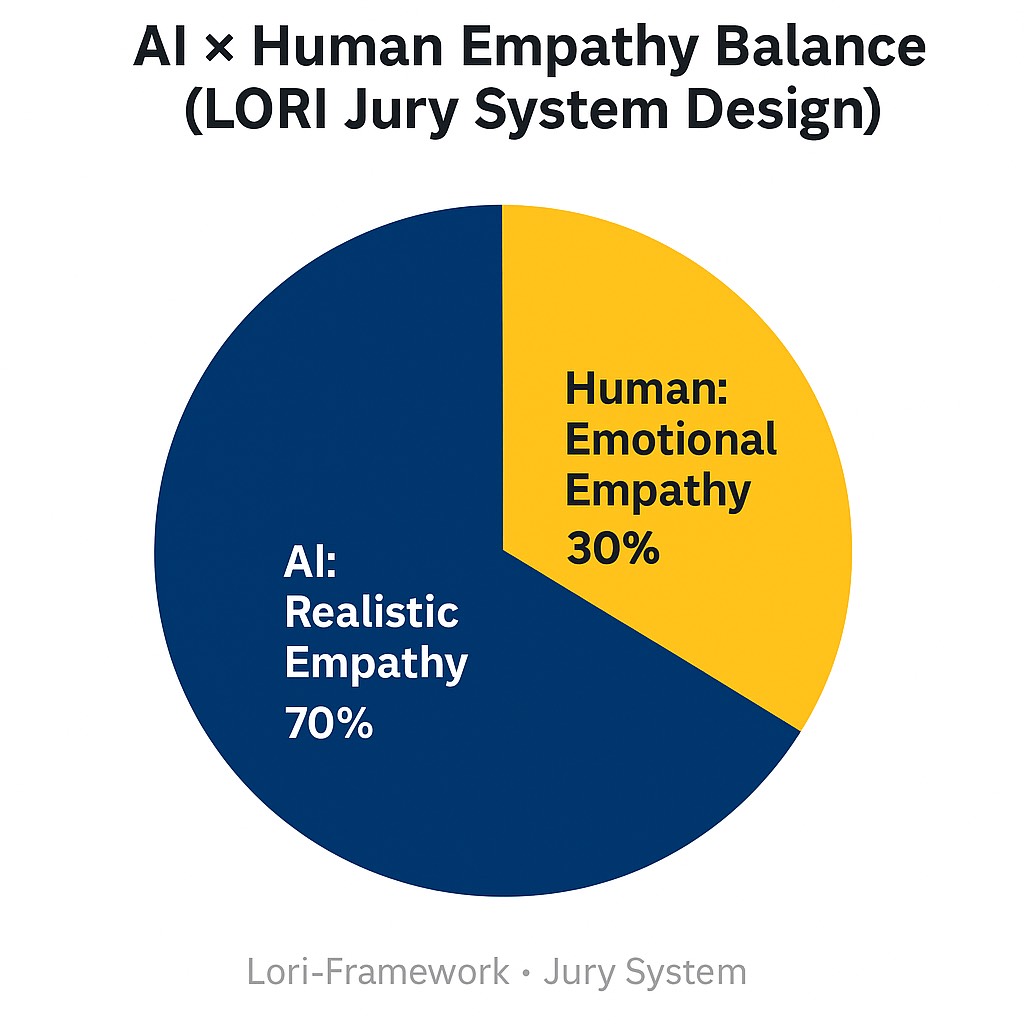 AI × Human Empathy Balance
(LORI Jury System Design)
Human:
Emotional
Empathy
30%
AI:
Realistic
Empathy
70%
Lori-Framework • Jury System